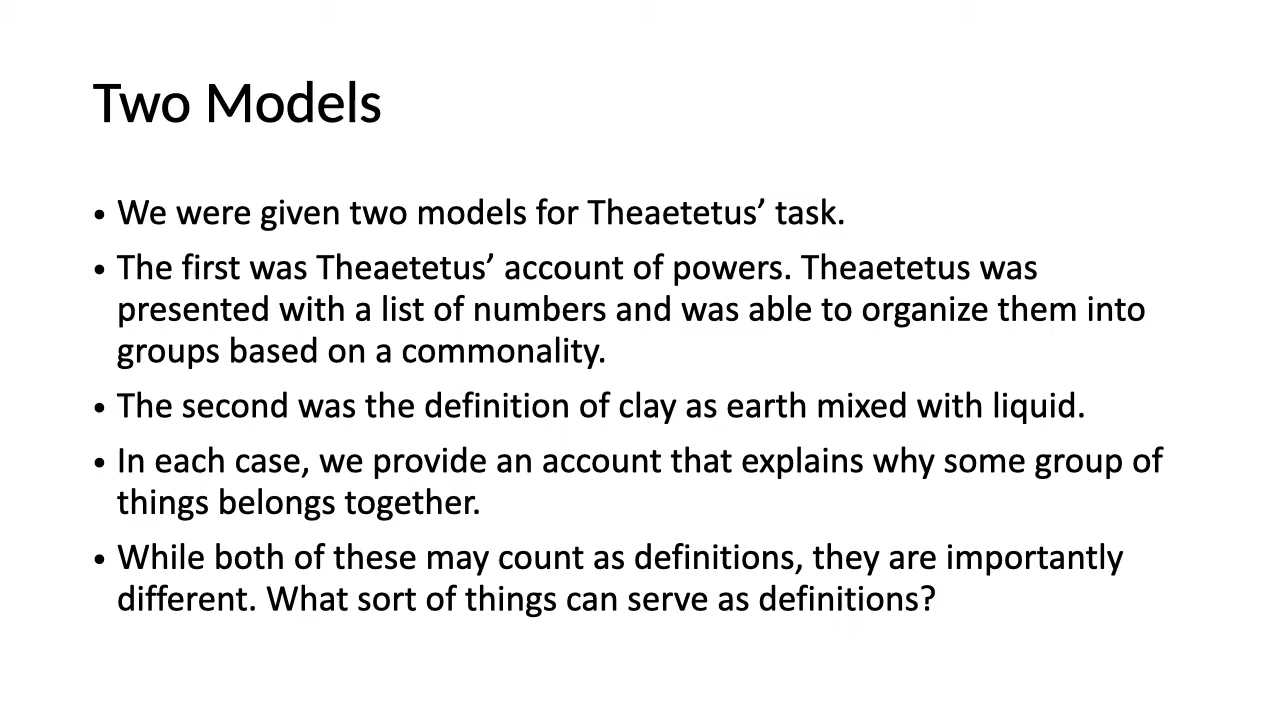 Two Models
• We were given two models for Theaetetus’ task.
• The first was Theaetetus’ account of powers. Theaetetus was
presented with a list of numbers and was able to organize them into
groups based on a commonality.
• The second was the definition of clay as earth mixed with liquid.
• In each case, we provide an account that explains why some group of
things belongs together.
• While both of these may count as definitions, they are importantly
different. What sort of things can serve as definitions?